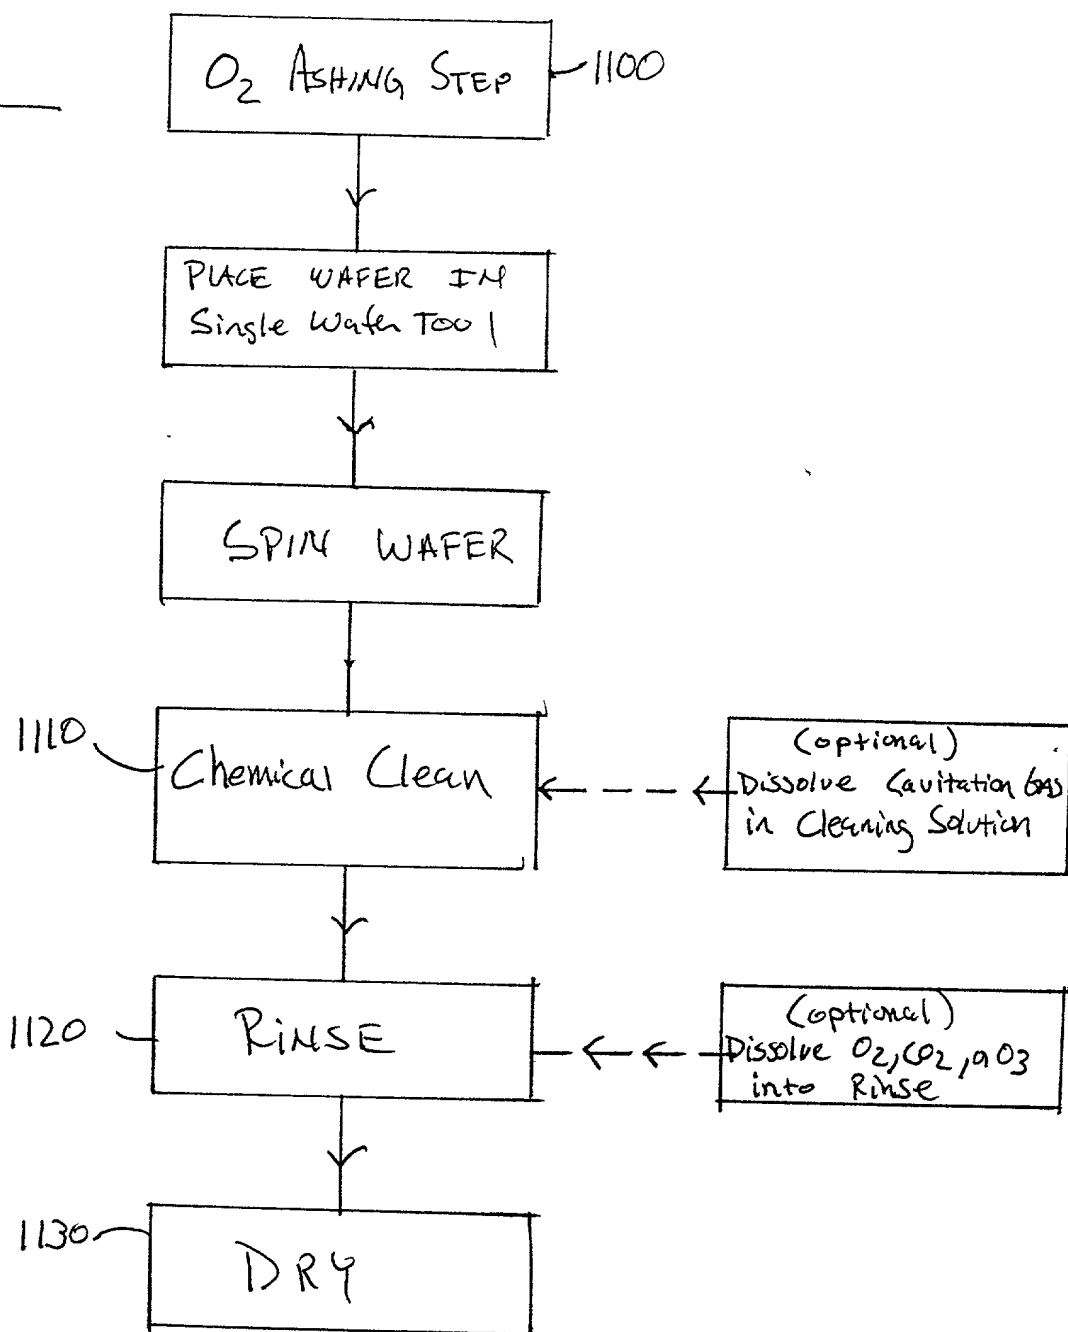 O2 ASHING STEP
1100
PLACE WAFER IN
Single Wafer Tool
SPIN WAFER
1110
Chemical Clean
(optional)
Dissolve Cavitation GAS
in Cleaning Solution
1120
RINSE
(optional)
Dissolve O2, CO2, or O3
into Rinse
1130
DRY